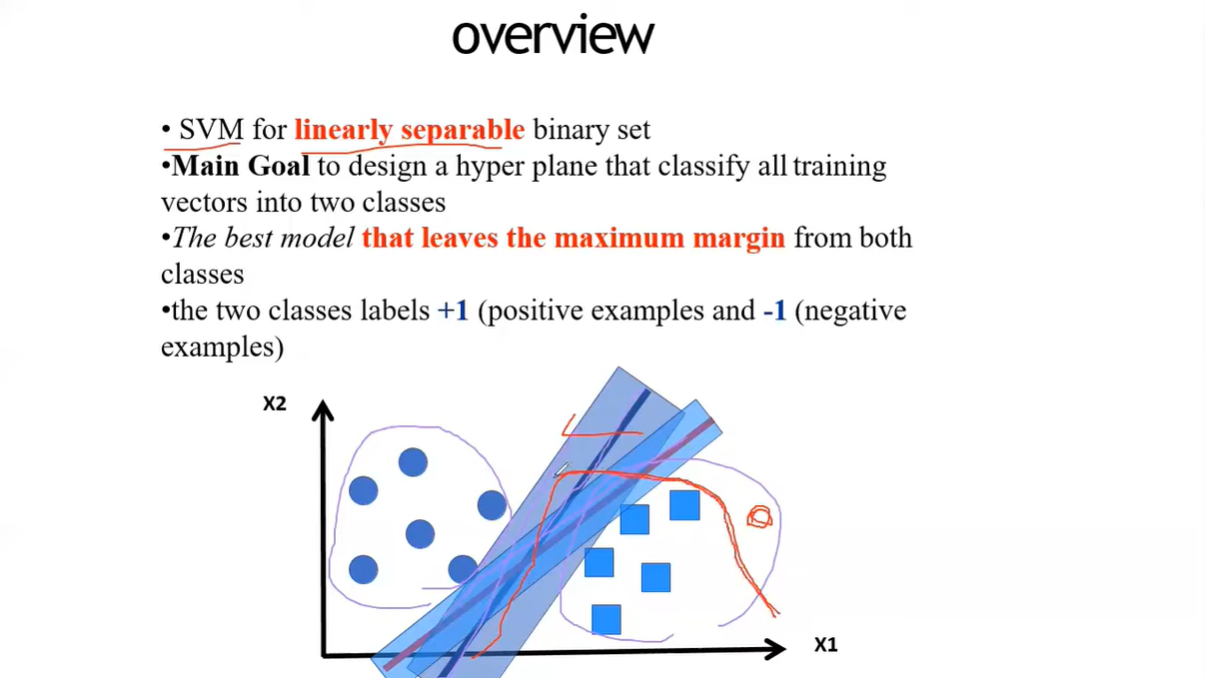 overview
• SVM for linearly separable binary set
•Main Goal to design a hyper plane that classify all training
vectors into two classes
•The best model that leaves the maximum margin from both
classes
•the two classes labels +1 (positive examples and -1 (negative
examples)
X2
X1